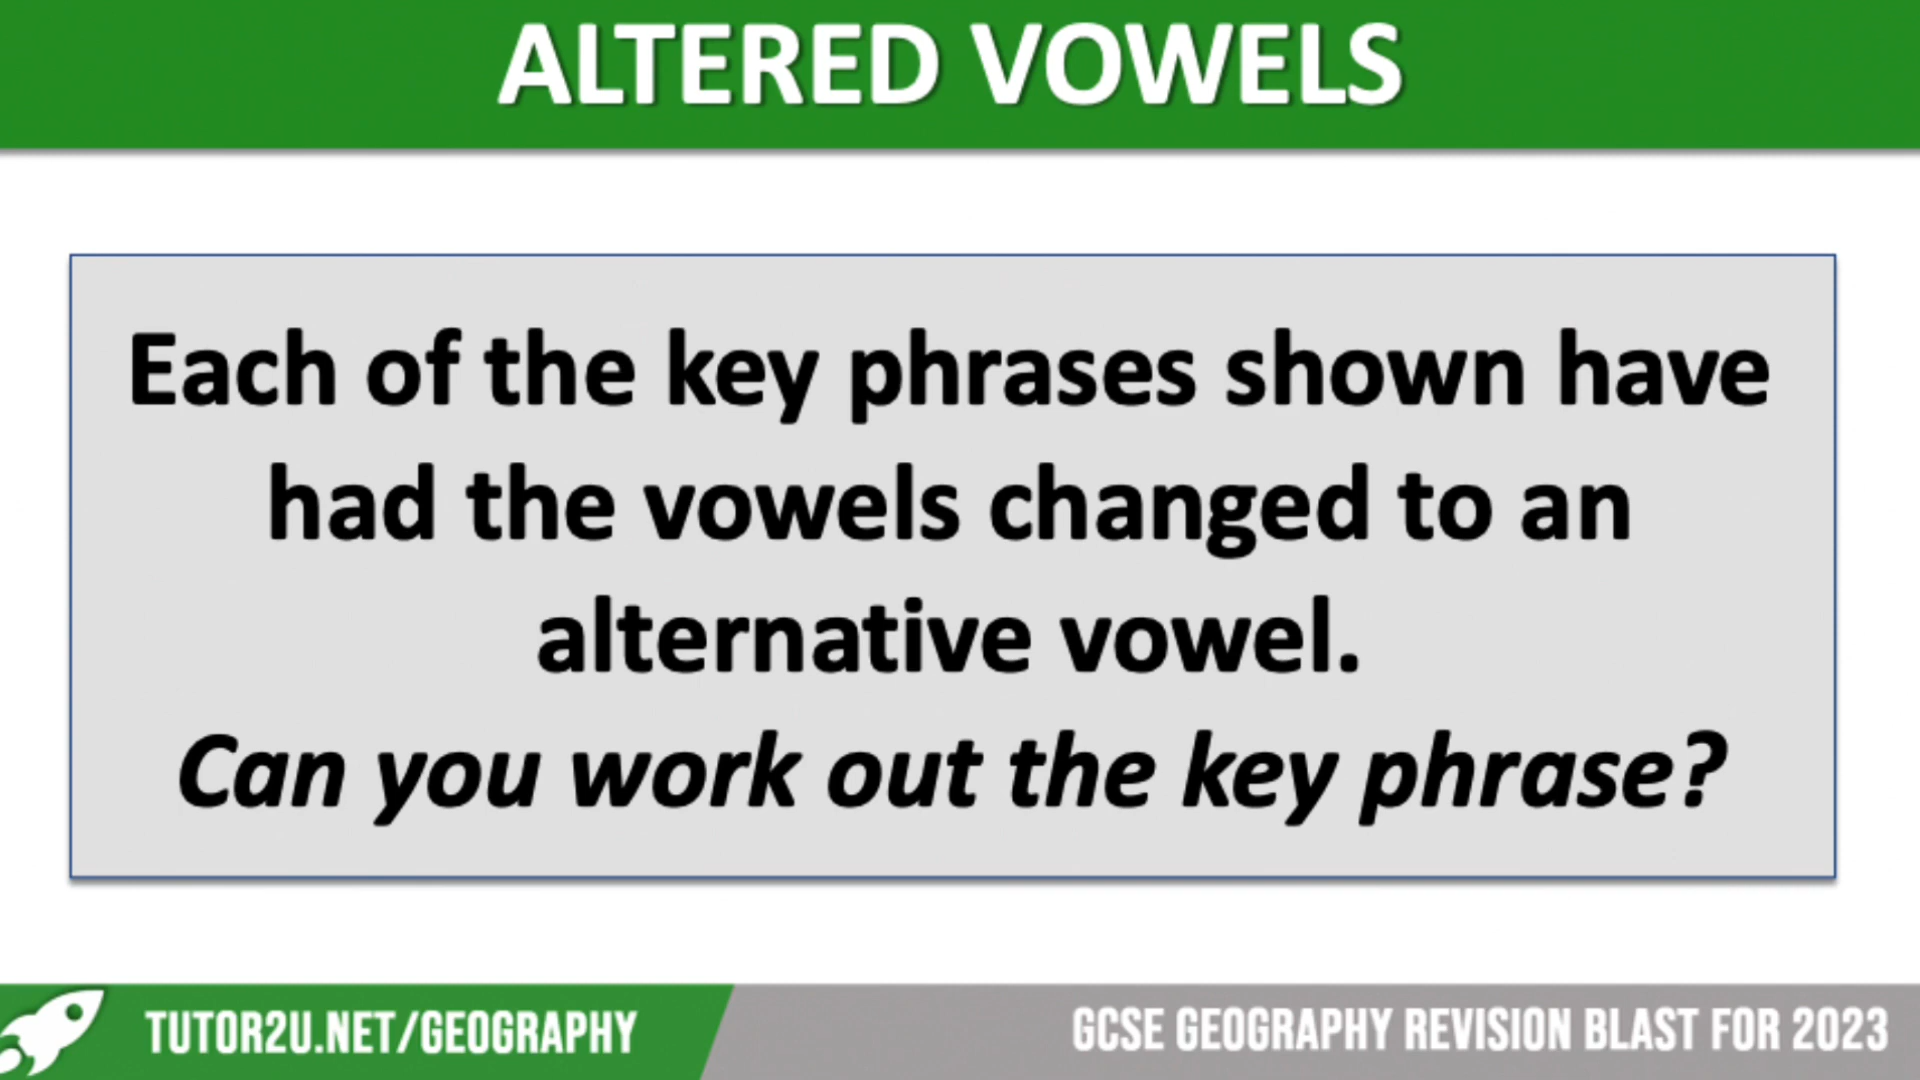 ALTERED VOWELS
Each of the key phrases shown have
had the vowels changed to an
alternative vowel.
Can you work out the key phrase?
TUTOR2U.NET/GEOGRAPHY
GCSE GEOGRAPHY REVISION BLAST FOR 2023